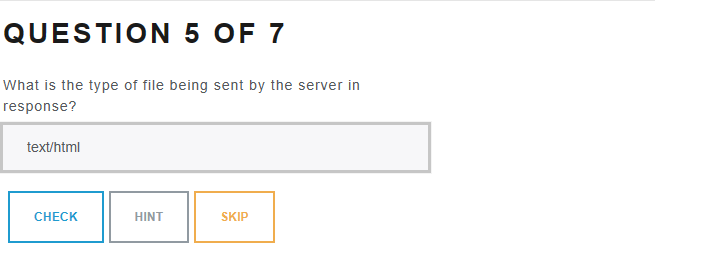 QUESTION 5 OF 7
What is the type of file being sent by the server in
response?
text/html
CHECK HINT SKIP